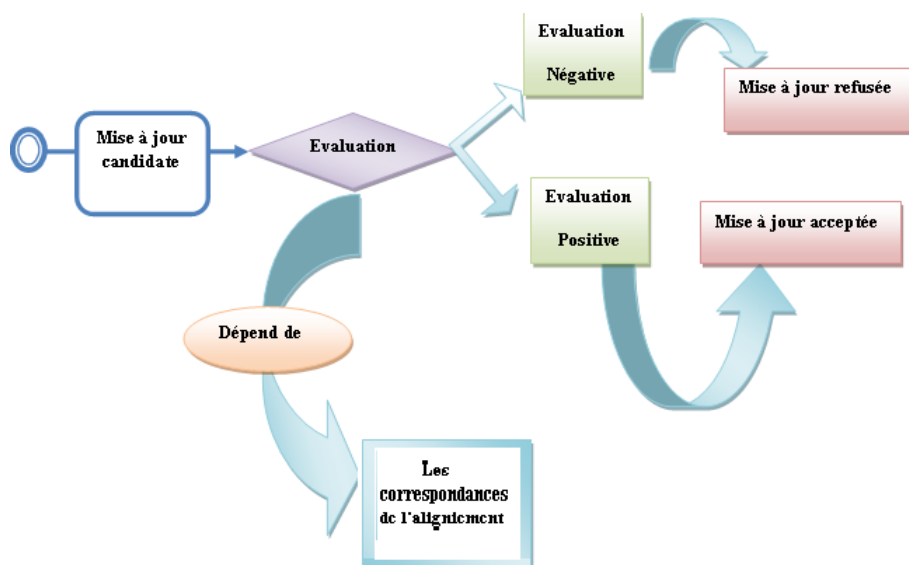 Mise à jour
candidate
Evaluation
Evaluation
Négative
Mise à jour refusée
Evaluation
Positive
Mise à jour acceptée
Dépend de
Les
correspondances
de l'alignement